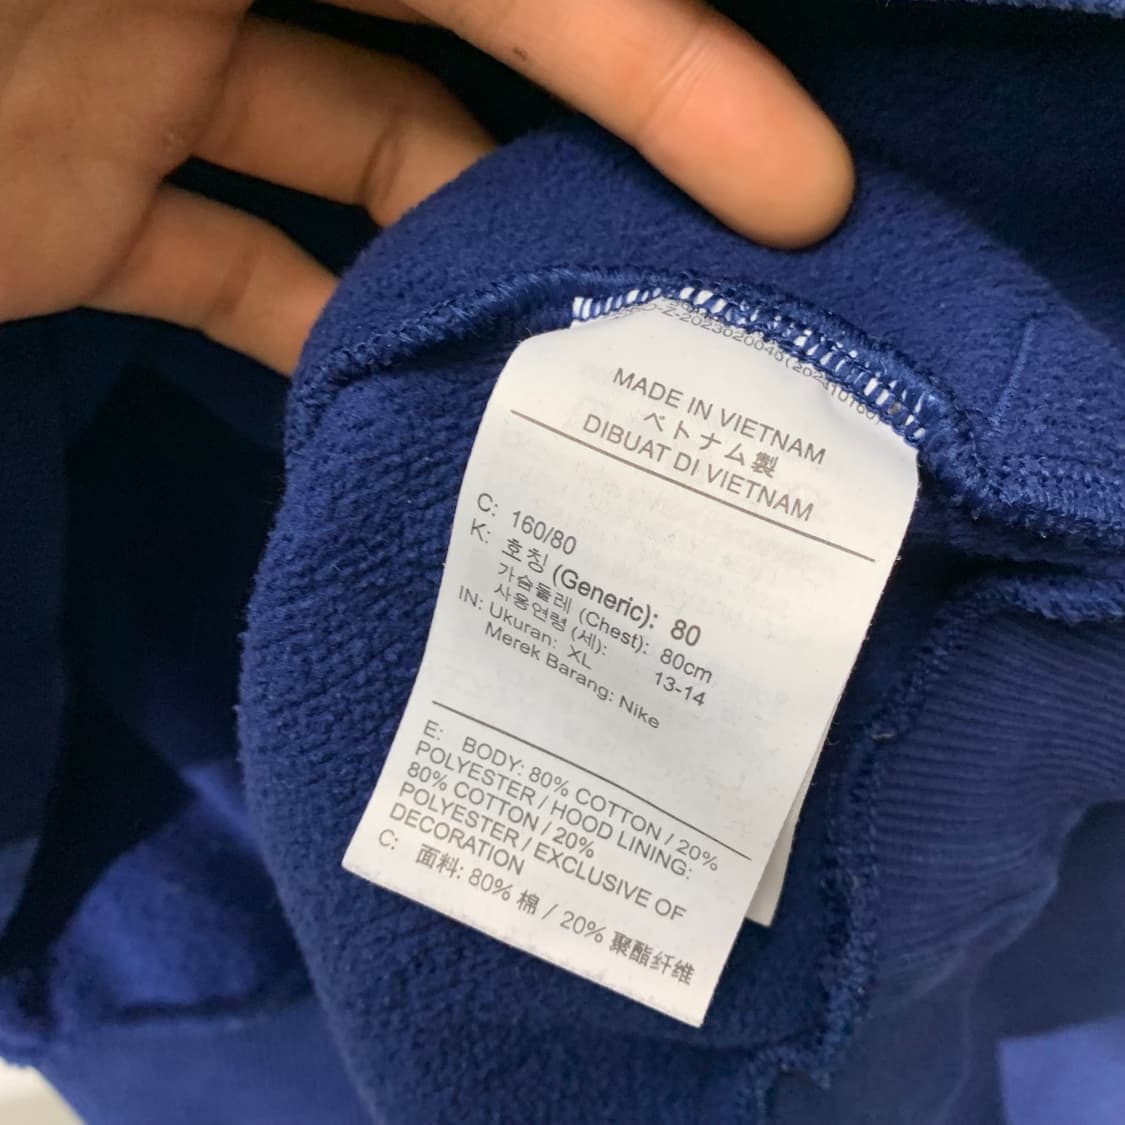 MADE IN VIETNAM
ベトナム製
DIBUAT DI VIETNAM
C: 160/80
K: 호칭 (Generic): 80
가슴둘레 (Chest): 80cm
사용연령 (세): 13-14
IN: Ukuran: XL
Merek Barang: Nike
E: BODY: 80% COTTON / 20%
POLYESTER / HOOD LINING:
80% COTTON / 20%
POLYESTER / EXCLUSIVE OF
DECORATION
C: 面料: 80% 棉 / 20% 聚酯纤维